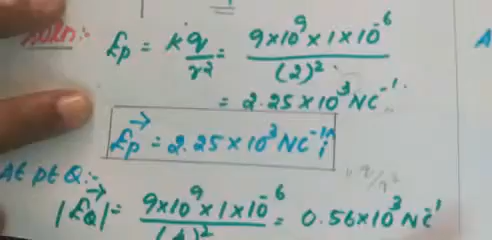 Soln:- Ep = k q/r² = 9×10⁹×1×10⁻⁶/(2)²
= 2.25×10³ NC⁻¹
Ep = 2.25×10³ NC⁻¹ î
At pt Q:-
|EQ| = 9×10⁹×1×10⁻⁶/(4)² = 0.56×10³ NC⁻¹